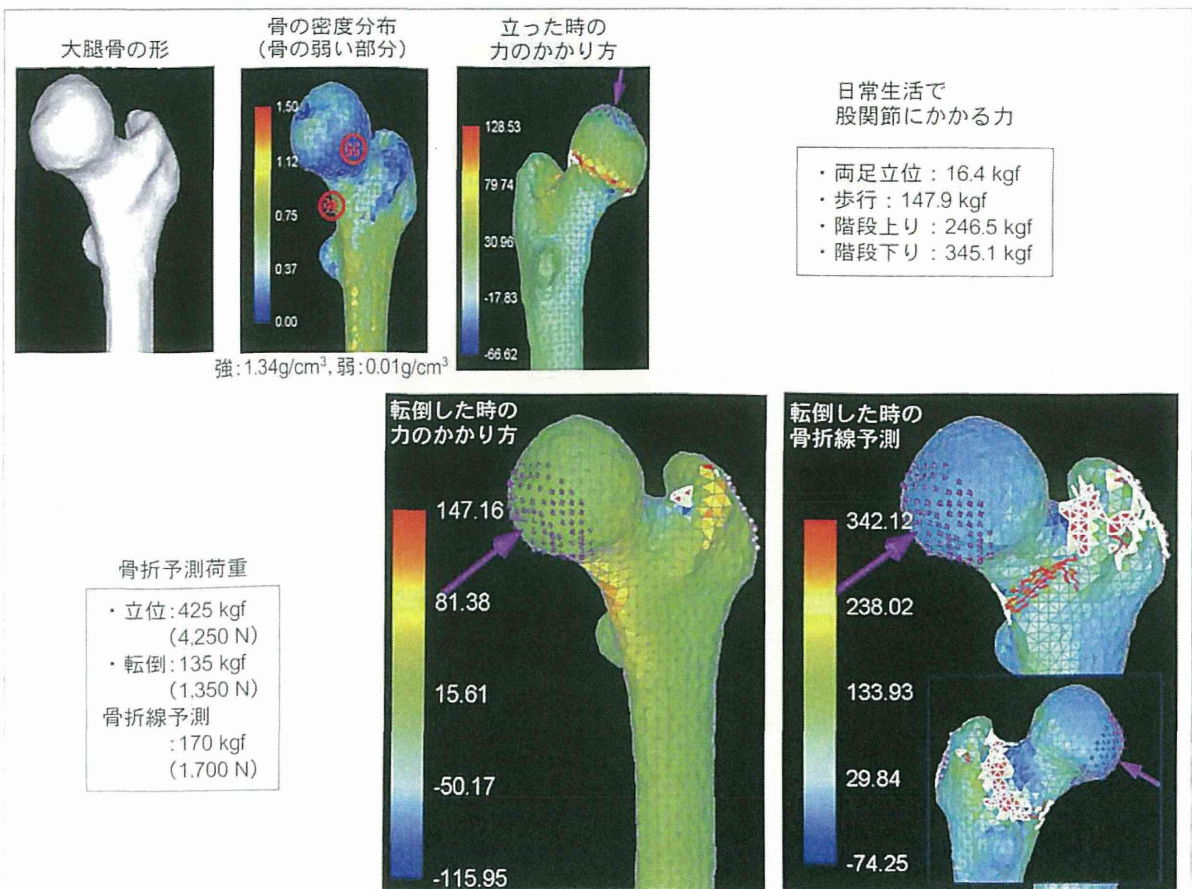 大腿骨の形
骨の密度分布
(骨の弱い部分)
1.50
1.12
0.75
0.37
0.00
強:1.34g/cm³, 弱:0.01g/cm³
立った時の
力のかかり方
128.53
79.74
30.96
-17.83
-66.62
日常生活で
股関節にかかる力
・両足立位:16.4 kgf
・歩行:147.9 kgf
・階段上り:246.5 kgf
・階段下り:345.1 kgf
骨折予測荷重
・立位:425 kgf
(4,250 N)
・転倒:135 kgf
(1,350 N)
骨折線予測
:170 kgf
(1,700 N)
転倒した時の
力のかかり方
147.16
81.38
15.61
-50.17
-115.95
転倒した時の
骨折線予測
342.12
238.02
133.93
29.84
-74.25